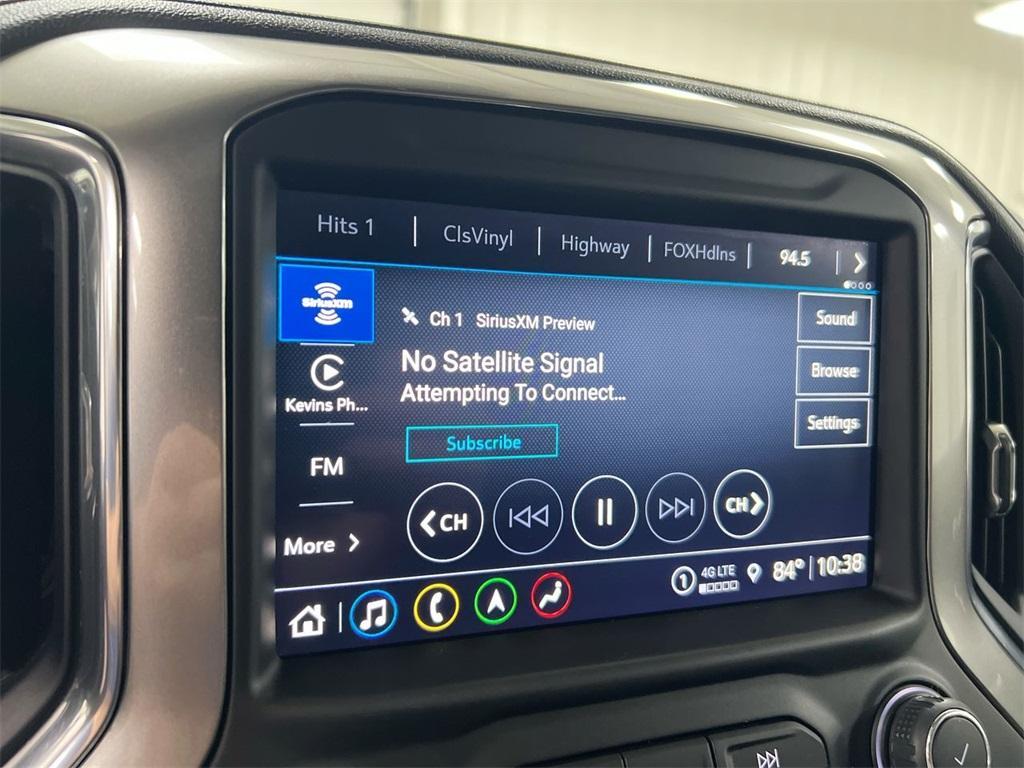 Hits 1 | ClsVinyl | Highway | FOXHdlns | 94.5
SiriusXM
Ch 1 SiriusXM Preview
Sound
No Satellite Signal
Attempting To Connect...
Browse
Kevins Ph...
Settings
Subscribe
FM
CH
CH
More
1 4G LTE 84° | 10:38